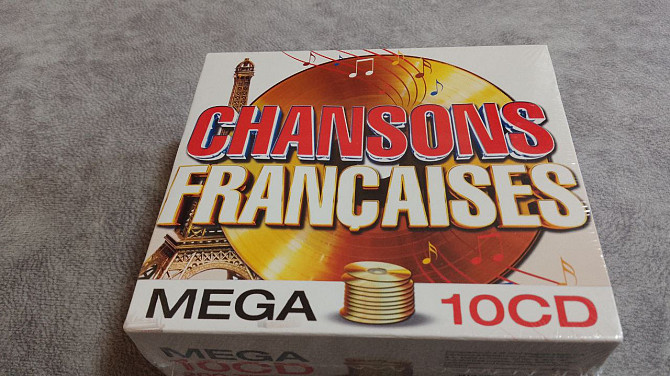 CHANSONS
FRANÇAISES
MEGA 10CD
MEGA
10CD